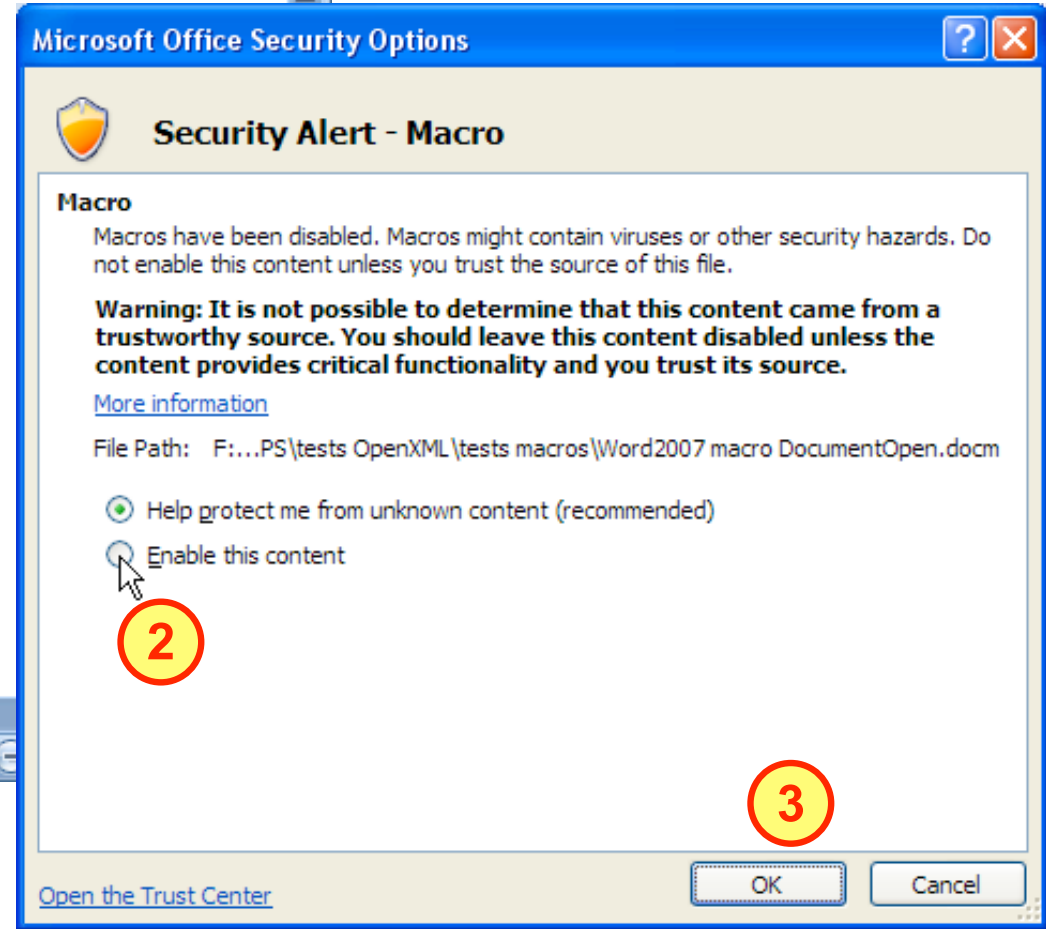 Microsoft Office Security Options
Security Alert - Macro
Macro
Macros have been disabled. Macros might contain viruses or other security hazards. Do
not enable this content unless you trust the source of this file.
Warning: It is not possible to determine that this content came from a
trustworthy source. You should leave this content disabled unless the
content provides critical functionality and you trust its source.
More information
File Path: F:...PS\tests OpenXML\tests macros\Word2007 macro DocumentOpen.docm
Help protect me from unknown content (recommended)
Enable this content
2
3
Open the Trust Center
OK
Cancel